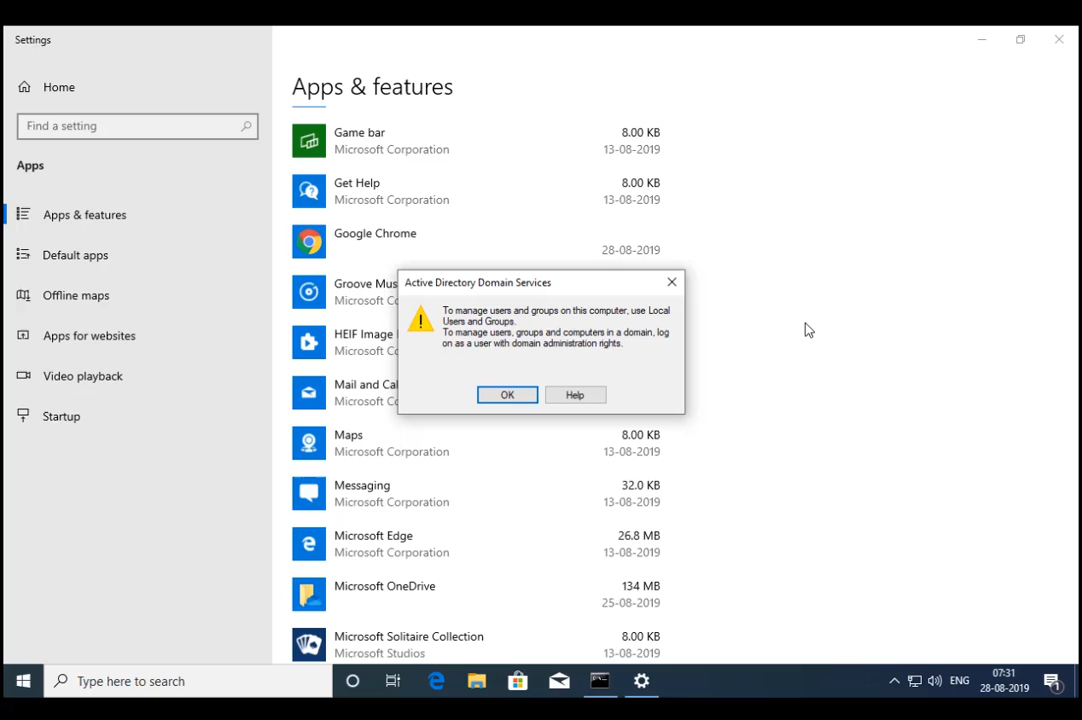 Settings
Home
Find a setting
Apps
Apps & features
Default apps
Offline maps
Apps for websites
Video playback
Startup
Apps & features
Game bar 8.00 KB
Microsoft Corporation 13-08-2019
Get Help 8.00 KB
Microsoft Corporation 13-08-2019
Google Chrome
28-08-2019
Groove Mus
Microsoft Co
HEIF Image
Microsoft Co
Mail and Cal
Microsoft Co
Active Directory Domain Services
To manage users and groups on this computer, use Local
Users and Groups.
To manage users, groups and computers in a domain, log
on as a user with domain administration rights.
OK Help
Maps 8.00 KB
Microsoft Corporation 13-08-2019
Messaging 32.0 KB
Microsoft Corporation 13-08-2019
Microsoft Edge 26.8 MB
Microsoft Corporation 13-08-2019
Microsoft OneDrive 134 MB
25-08-2019
Microsoft Solitaire Collection 8.00 KB
Microsoft Studios 13-08-2019
Type here to search
ENG
07:31
28-08-2019
1